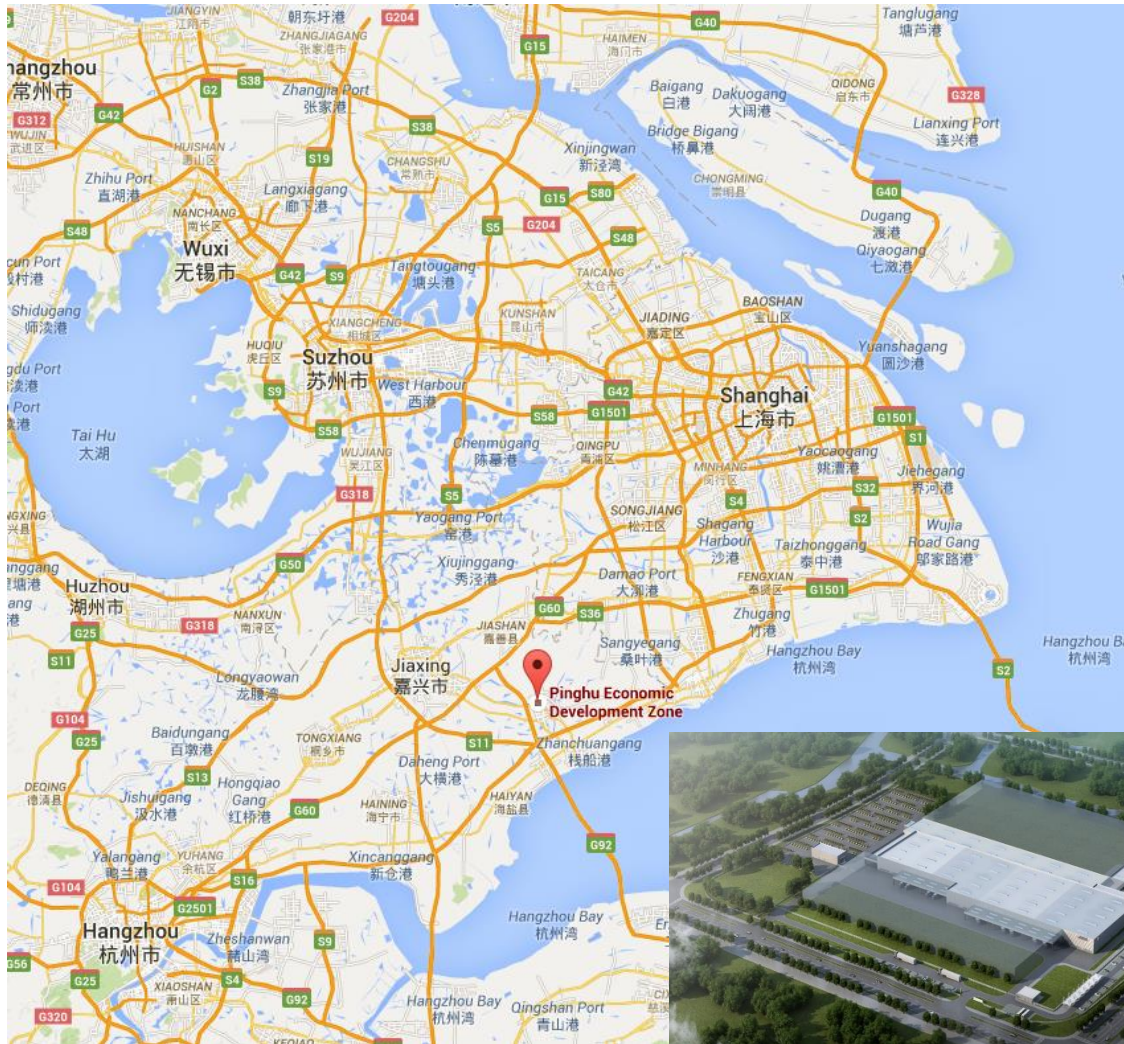 JIANGYIN
江阴市
朝东圩港
G204
ZHANGJIAGANG
张家港市
G15
HAIMEN
海门市
G40
Tanglugang
塘芦港
hangzhou
常州市
G2
S38
Zhangjia Port
张家港
Baigang
白港
Dakuogang
大阔港
QIDONG
启东市
G328
G312
G42
WUJIN
武进区
HUISHAN
惠山区
S19
S38
Bridge Bigang
桥鼻港
Lianxing Port
连兴港
CHANGSHU
常熟市
Xinjingwan
新泾湾
Zhihu Port
直湖港
Langxiagang
廊下港
CHONGMING
崇明县
G15
S80
G40
S48
NANCHANG
南长区
S5
G204
S48
Dugang
渡港
Wuxi
无锡市
Qiyaogang
七滧港
cun Port
G42
S9
Tangtougang
塘头港
TAICANG
太仓市
Shidugang
师渎港
XIANGCHENG
相城区
KUNSHAN
昆山市
BAOSHAN
宝山区
JIADING
嘉定区
HUQIU
虎丘区
Yuanshagang
圆沙港
Suzhou
苏州市
West Harbour
西港
S9
G42
Shanghai
上海市
S58
G1501
G1501
S58
S1
Tai Hu
太湖
WUJIANG
吴江区
Chenmugang
陈墓港
QINGPU
青浦区
Yaocaogang
姚漕港
MINHANG
闵行区
Jiehegang
界河港
G318
S5
S4
S32
SONGJIANG
松江区
Yaogang Port
窑港
S2
Shagang
Harbour
沙港
Wujia
Road Gang
邬家路港
Taizhonggang
泰中港
G50
Xiujinggang
秀泾港
Damao Port
大泖港
FENGXIAN
奉贤区
G1501
Huzhou
湖州市
NANXUN
南浔区
G318
G60
S36
Zhugang
竹港
JIASHAN
嘉善县
G25
S11
Sangyegang
桑叶港
Hangzhou Bay
杭州湾
Hangzhou Bay
杭州湾
S2
Jiaxing
嘉兴市
Longyaowan
龙腰湾
Pinghu Economic
Development Zone
G104
G25
Baidungang
百墩港
TONGXIANG
桐乡市
S11
Zhanchuangang
栈船港
Daheng Port
大横港
S13
DEQING
德清县
Jishuigang
汲水港
Hongqiao
Gang
红桥港
G60
HAINING
海宁市
HAIYAN
海盐县
G92
Yalangang
鸭兰港
YUHANG
余杭区
Xincanggang
新仓港
G104
S16
G2501
Hangzhou
杭州市
Zheshanwan
赭山湾
S9
Hangzhou Bay
杭州湾
G56
G25
S4
XIAOSHAN
萧山区
G92
Hangzhou Bay
杭州湾
Qingshan Port
青山港
G320
KEQIAO